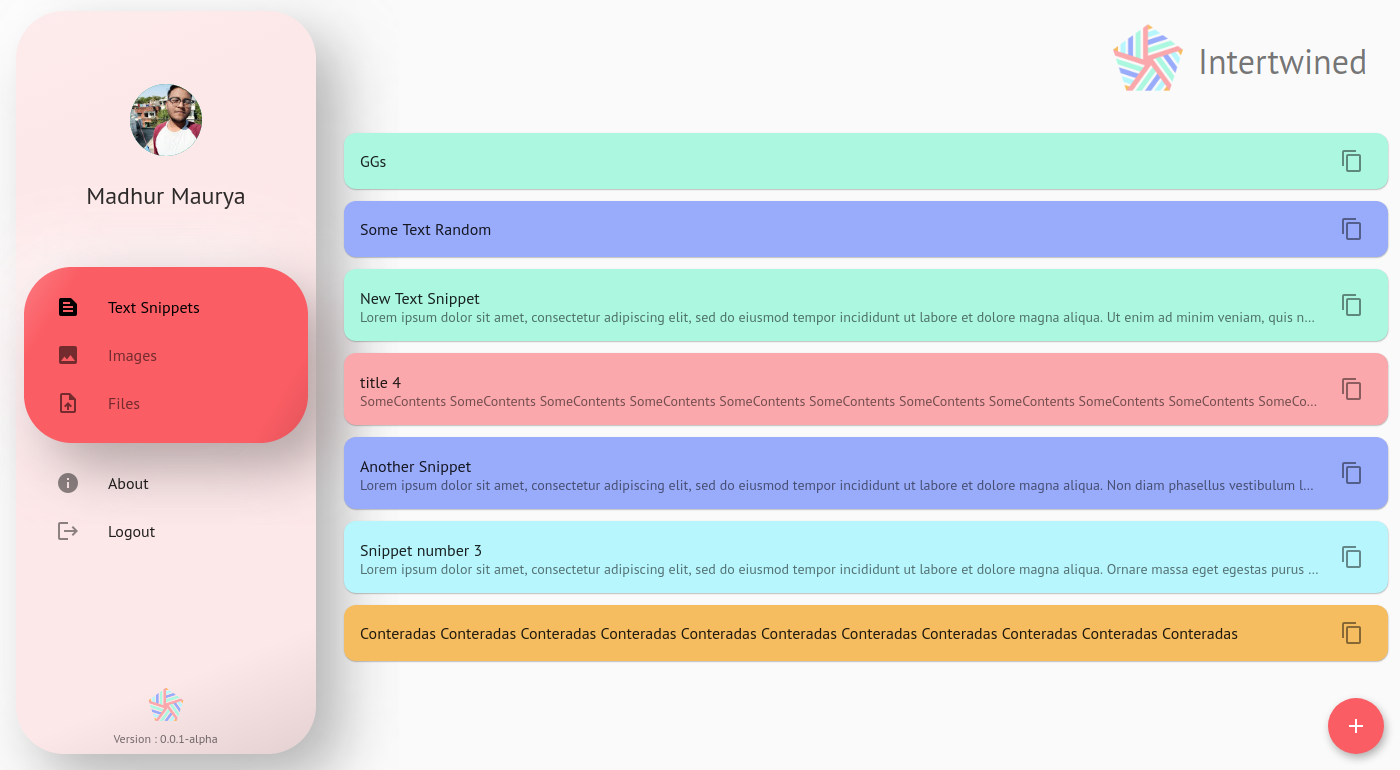 Intertwined
Madhur Maurya
Text Snippets
Images
Files
About
Logout
Version : 0.0.1-alpha
GGs
Some Text Random
New Text Snippet
Lorem ipsum dolor sit amet, consectetur adipiscing elit, sed do eiusmod tempor incididunt ut labore et dolore magna aliqua. Ut enim ad minim veniam, quis n...
title 4
SomeContents SomeContents SomeContents SomeContents SomeContents SomeContents SomeContents SomeContents SomeContents SomeContents SomeCo...
Another Snippet
Lorem ipsum dolor sit amet, consectetur adipiscing elit, sed do eiusmod tempor incididunt ut labore et dolore magna aliqua. Non diam phasellus vestibulum l...
Snippet number 3
Lorem ipsum dolor sit amet, consectetur adipiscing elit, sed do eiusmod tempor incididunt ut labore et dolore magna aliqua. Ornare massa eget egestas purus ...
Conteradas Conteradas Conteradas Conteradas Conteradas Conteradas Conteradas Conteradas Conteradas Conteradas Conteradas